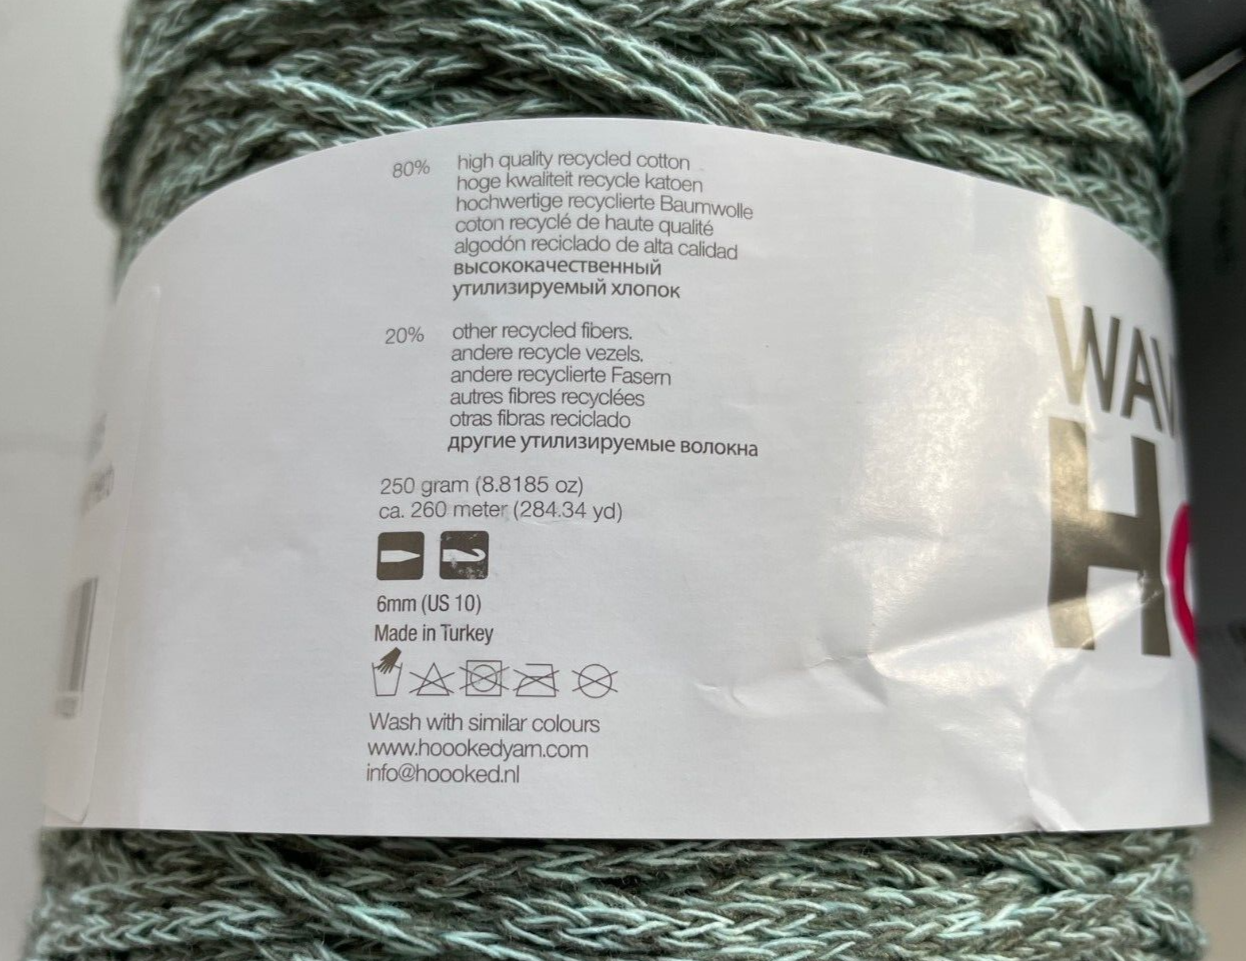 80% high quality recycled cotton
hoge kwaliteit recycle katoen
hochwertige recyclierte Baumwolle
coton recyclé de haute qualité
algodón reciclado de alta calidad
высококачественный
утилизируемый хлопок
20% other recycled fibers.
andere recycle vezels.
andere recyclierte Fasern
autres fibres recyclées
otras fibras reciclado
другие утилизируемые волокна
250 gram (8.8185 oz)
ca. 260 meter (284.34 yd)
6mm (US 10)
Made in Turkey
Wash with similar colours
www.hoookedyarn.com
info@hoooked.nl
WAV
H